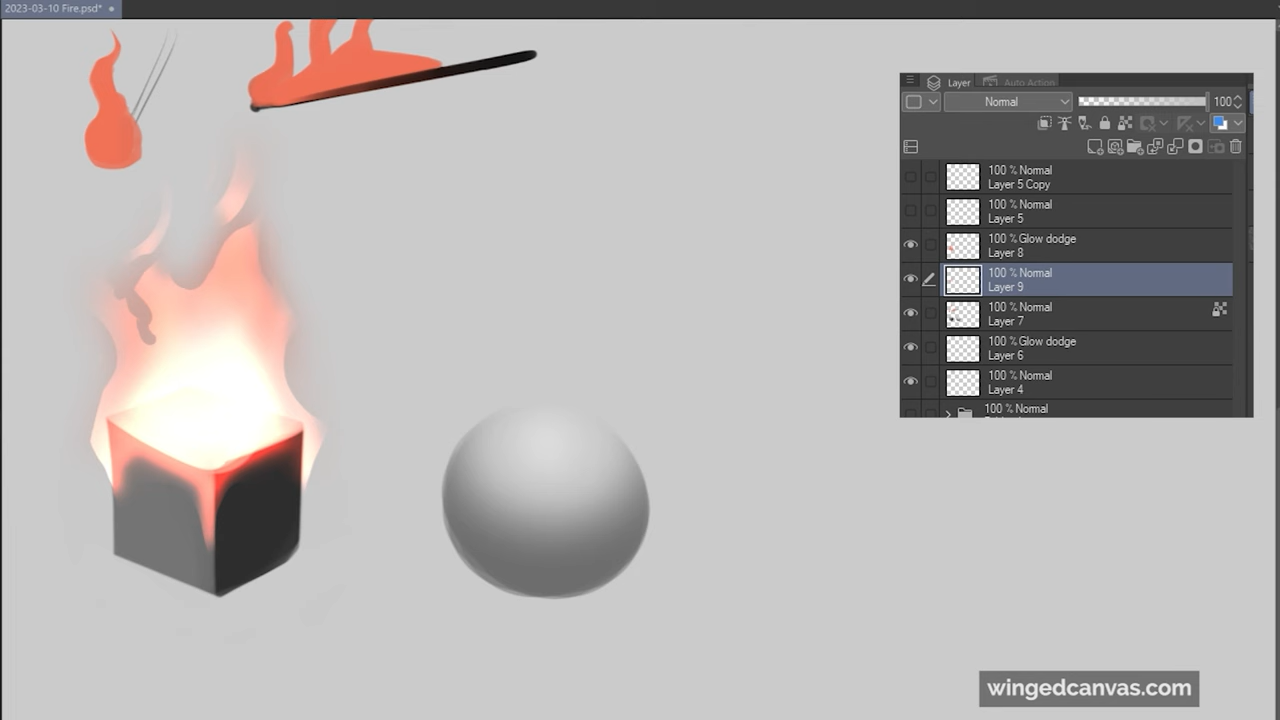 2023-03-10 Fire.psd*
Layer
Auto Action
Normal
100
100 % Normal
Layer 5 Copy
100 % Normal
Layer 5
100 % Glow dodge
Layer 8
100 % Normal
Layer 9
100 % Normal
Layer 7
100 % Glow dodge
Layer 6
100 % Normal
Layer 4
100 % Normal
wingedcanvas.com